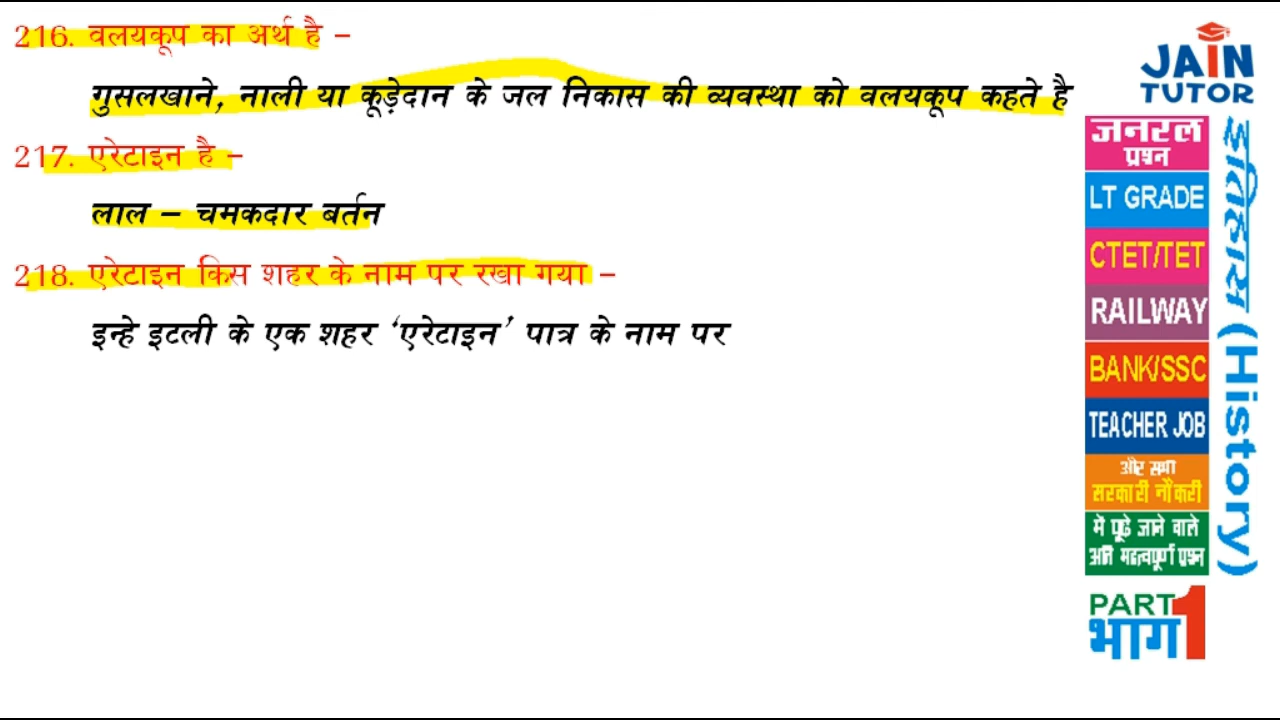 216. वलयकूप का अर्थ है –
गुसलखाने, नाली या कूड़ेदान के जल निकास की व्यवस्था को वलयकूप कहते है
217. एरेटाइन है –
लाल – चमकदार बर्तन
218. एरेटाइन किस शहर के नाम पर रखा गया –
इन्हे इटली के एक शहर ‘एरेटाइन’ पात्र के नाम पर
JAIN
TUTOR
जनरल
प्रश्न
LT GRADE
CTET/TET
RAILWAY
BANK/SSC
TEACHER JOB
और सभी
सरकारी नौकरी
में पूछे जाने वाले
अति महत्वपूर्ण प्रश्न
PART 1
भाग
इतिहास (History)